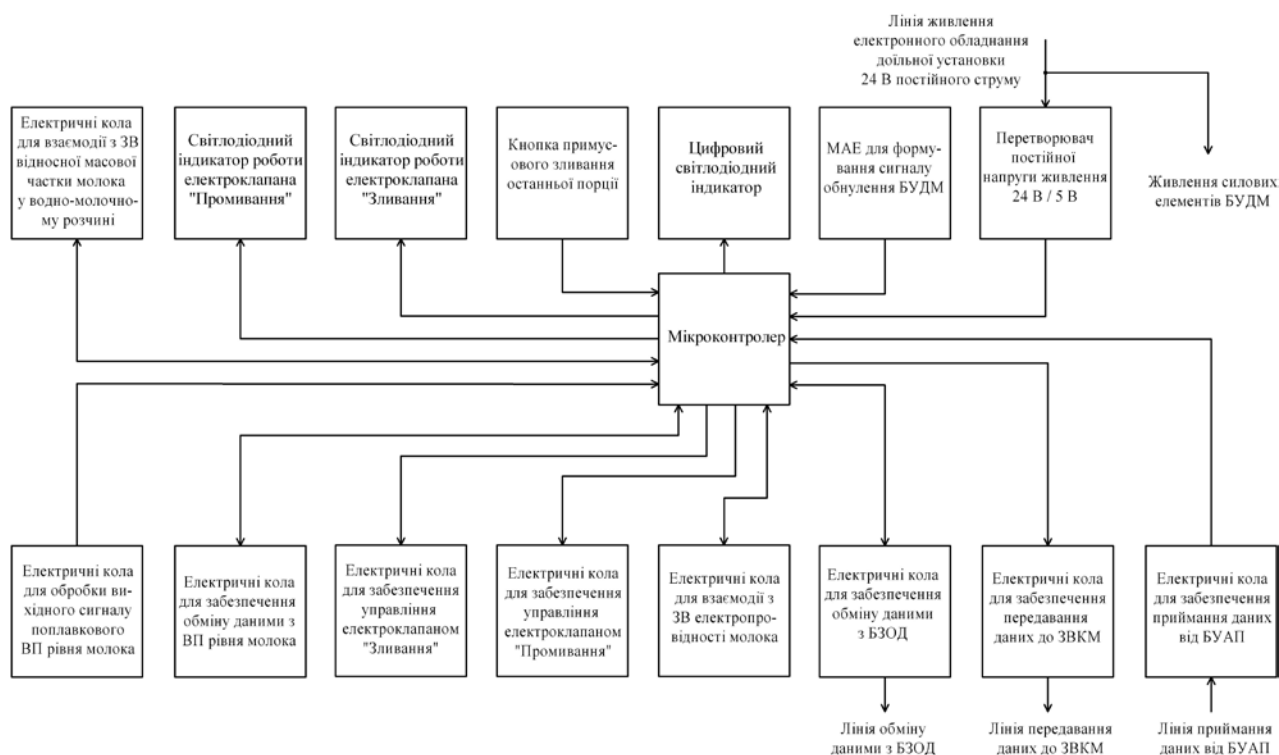 Лінія живлення
електронного обладнання
доїльної установки
24 В постійного струму
Електричні кола
для взаємодії з ЗВ
відносної масової
частки молока
у водно-молочно-
му розчині
Світлодіодний
індикатор роботи
електроклапана
"Промивання"
Світлодіодний
індикатор роботи
електроклапана
"Зливання"
Кнопка примус-
ового зливання
останньої порції
Цифровий
світлодіодний
індикатор
МАЕ для форму-
вання сигналу
обнулення БУДМ
Перетворювач
постійної
напруги живлення
24 В / 5 В
Живлення силових
елементів БУДМ
Мікроконтролер
Електричні кола
для обробки ви-
хідного сигналу
поплавкового
ВП рівня молока
Електричні кола
для забезпечення
обміну даними з
ВП рівня молока
Електричні кола
для забезпечення
управління
електроклапаном
"Зливання"
Електричні кола
для забезпечення
управління
електроклапаном
"Промивання"
Електричні кола
для взаємодії з
ЗВ електропро-
відності молока
Електричні кола
для забезпечення
обміну даними
з БЗОД
Електричні кола
для забезпечення
передавання
даних до ЗВКМ
Електричні кола
для забезпечення
приймання даних
від БУАП
Лінія обміну
даними з БЗОД
Лінія передавання
даних до ЗВКМ
Лінія приймання
даних від БУАП